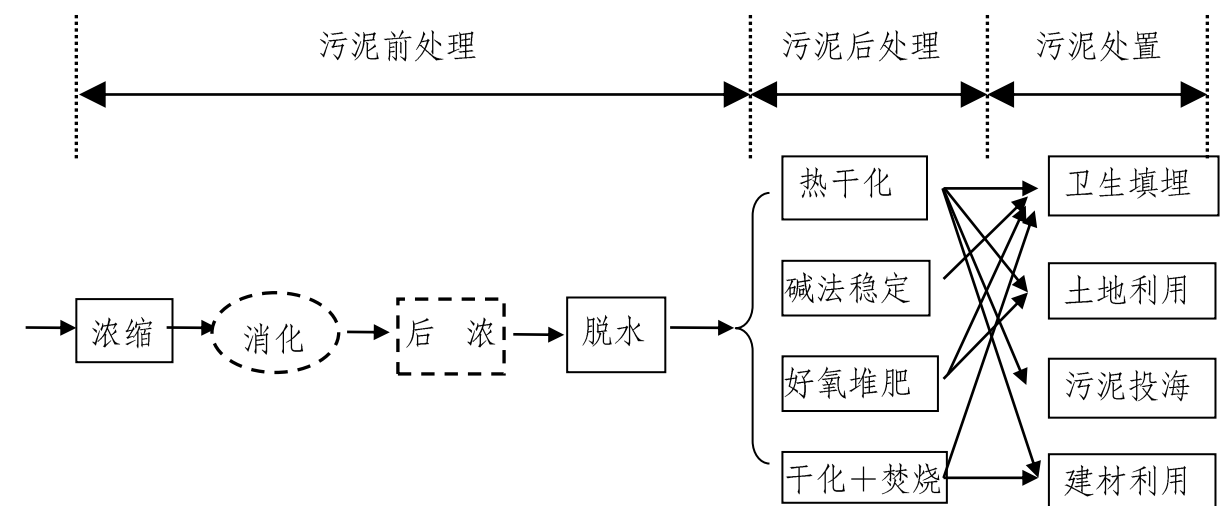 污泥前处理
污泥后处理
污泥处置
热干化
卫生填埋
碱法稳定
土地利用
浓缩
消化
后 浓
脱水
好氧堆肥
污泥投海
干化＋焚烧
建材利用